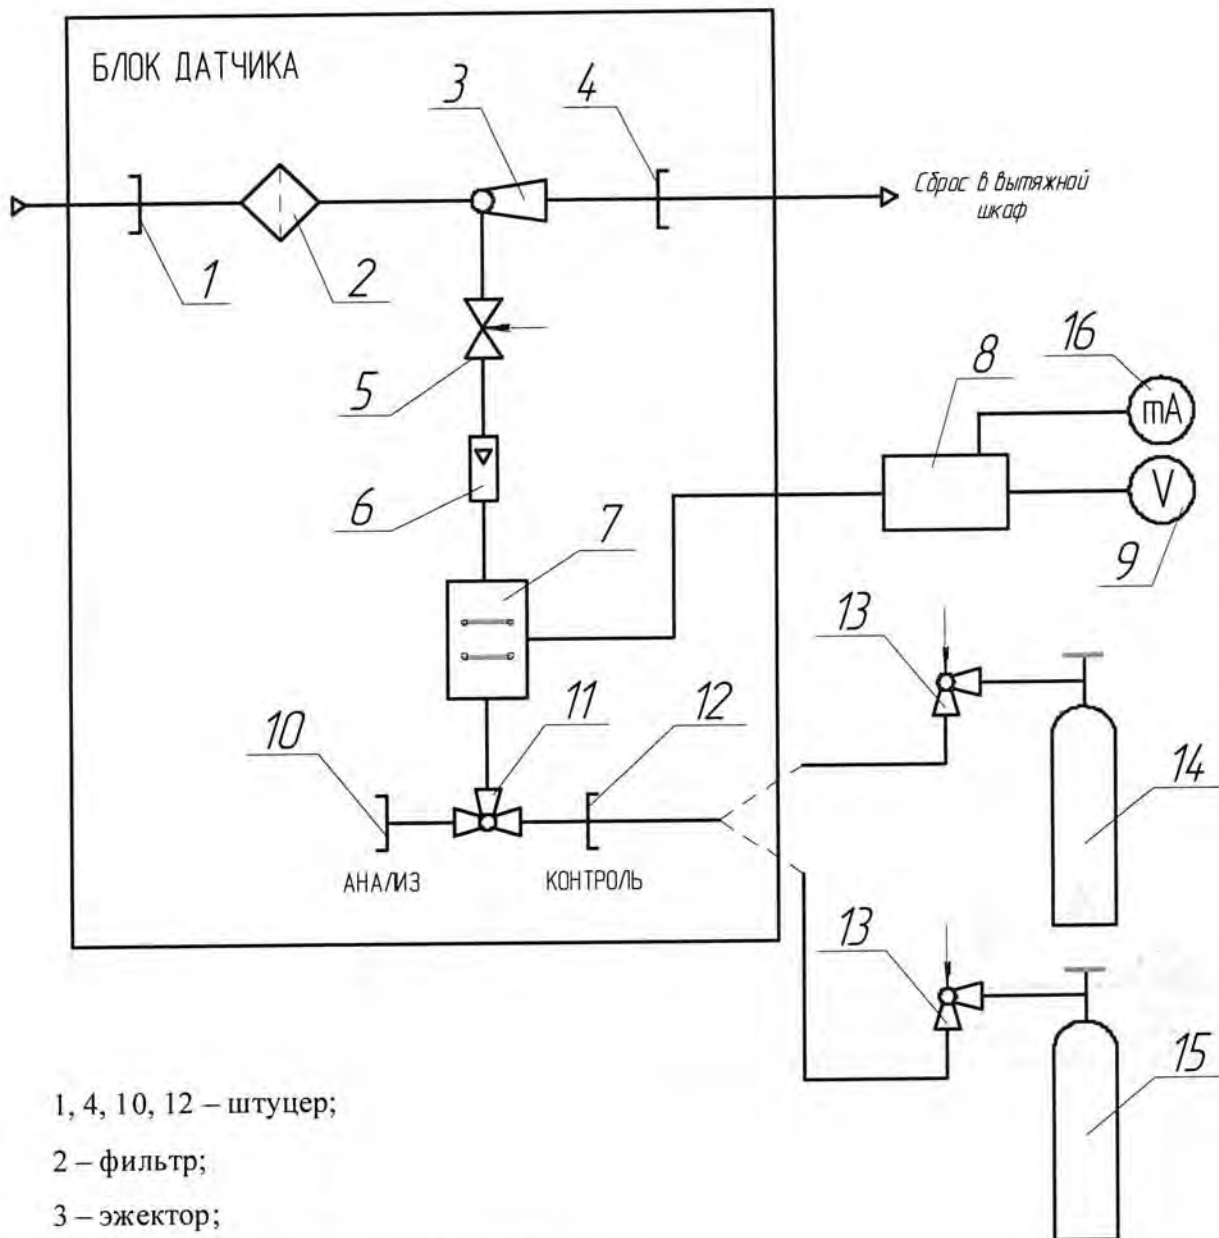 БЛОК ДАТЧИКА
3
4
Сброс в вытяжной
шкаф
1
2
16
8
mA
5
V
6
7
9
13
10
11
12
14
АНАЛИЗ
КОНТРОЛЬ
13
15
1, 4, 10, 12 – штуцер;
2 – фильтр;
3 – эжектор;